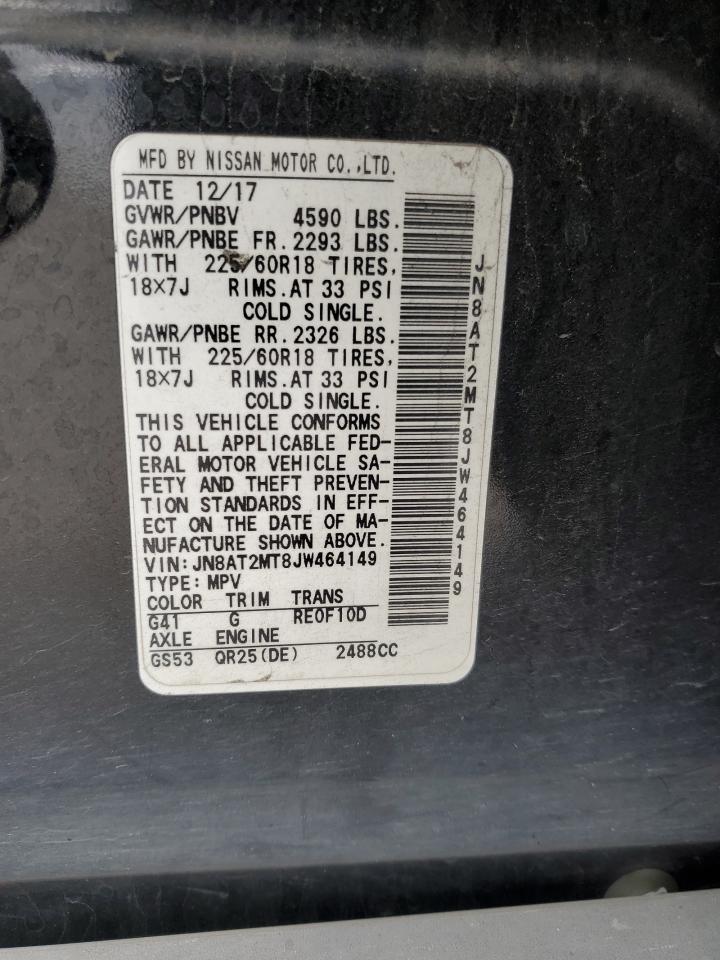 MFD BY NISSAN MOTOR CO.,LTD.
DATE 12/17
GVWR/PNBV 4590 LBS.
GAWR/PNBE FR.2293 LBS.
WITH 225/60R18 TIRES,
18×7J RIMS.AT 33 PSI
COLD SINGLE.
GAWR/PNBE RR.2326 LBS.
WITH 225/60R18 TIRES,
18×7J RIMS.AT 33 PSI
COLD SINGLE.
THIS VEHICLE CONFORMS
TO ALL APPLICABLE FED-
ERAL MOTOR VEHICLE SA-
FETY AND THEFT PREVEN-
TION STANDARDS IN EFF-
ECT ON THE DATE OF MA-
NUFACTURE SHOWN ABOVE.
VIN:JN8AT2MT8JW464149
TYPE:MPV
COLOR TRIM TRANS
G41 G RE0F10D
AXLE ENGINE
GS53 QR25(DE) 2488CC
JN8AT2MT8JW464149